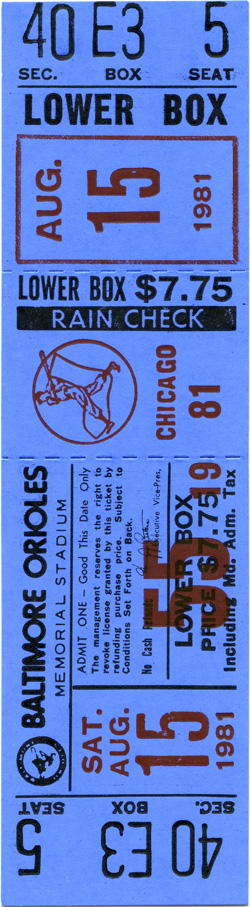 40 E3 5
SEC. BOX SEAT
LOWER BOX
AUG.
15
1981
LOWER BOX $7.75
RAIN CHECK
CHICAGO
81
BALTIMORE ORIOLES
MEMORIAL STADIUM
ADMIT ONE — Good This Date Only
The management reserves the right to
revoke license granted by this ticket by
refunding purchase price. Subject to
Conditions Set Forth on Back.
No Cash Refunds
Executive Vice-Pres.
LOWER BOX
PRICE $7.75
Including Md. Adm. Tax
ED 19
SAT.
AUG.
15
1981
SEC. BOX SEAT
40 E3 5